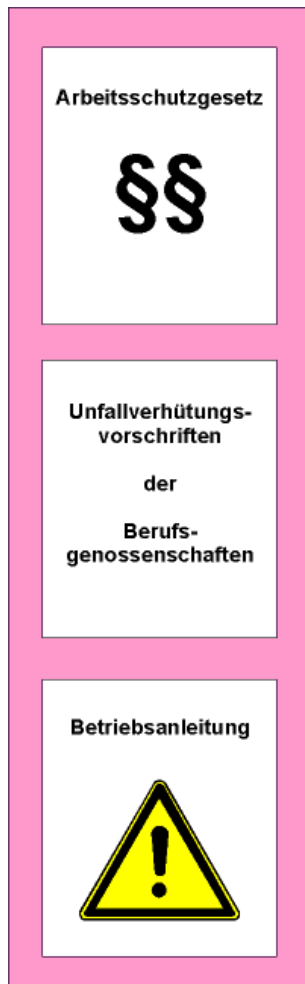 Arbeitsschutzgesetz
§§
Unfallverhütungs-
vorschriften
der
Berufs-
genossenschaften
Betriebsanleitung
!